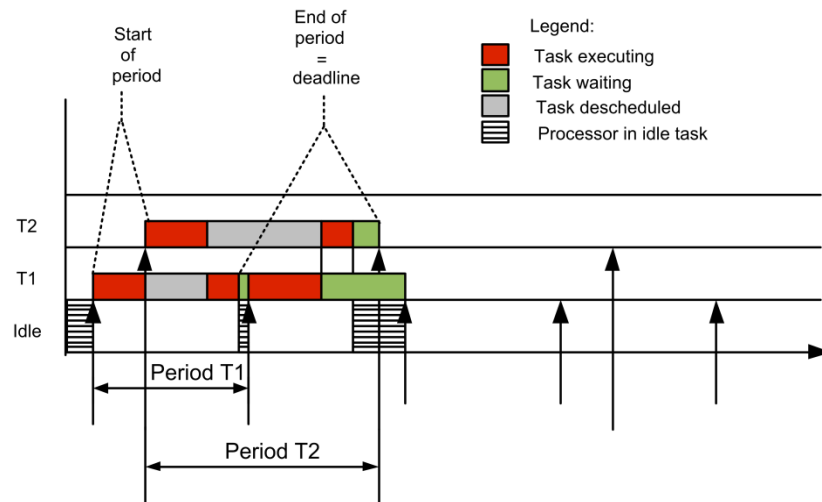 Start
of
period
End of
period
=
deadline
Legend:
Task executing
Task waiting
Task descheduled
Processor in idle task
T2
T1
Idle
Period T1
Period T2